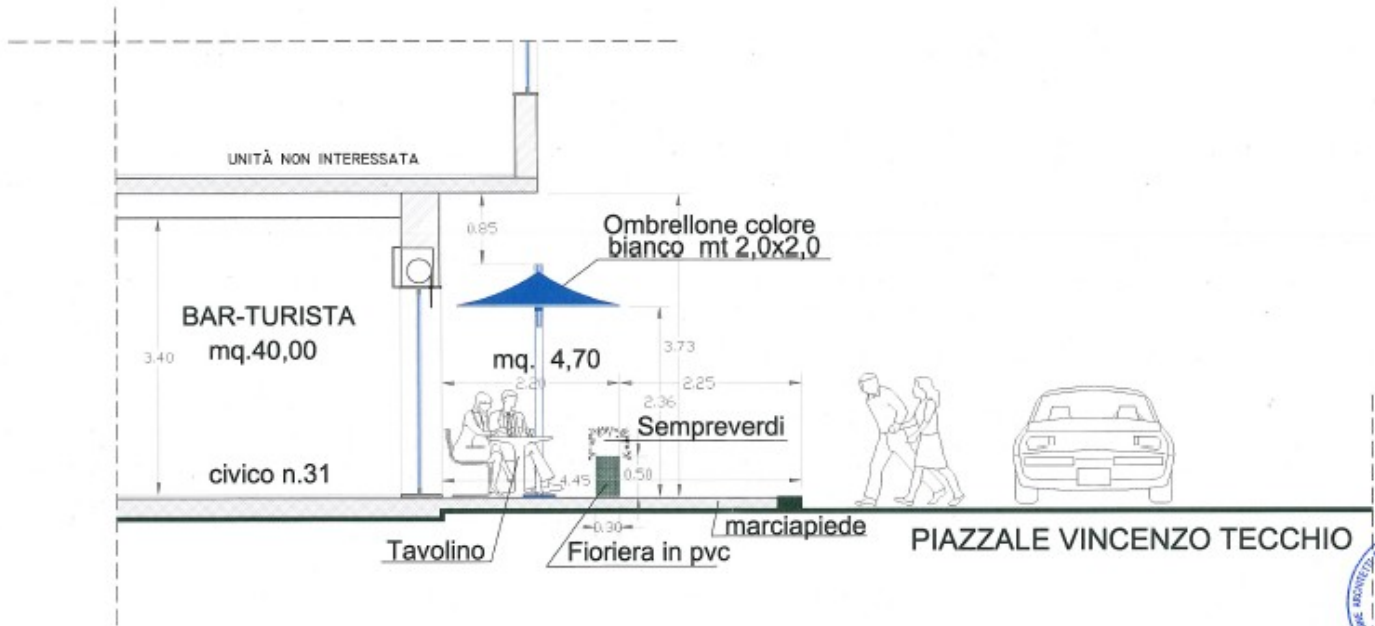 UNITÀ NON INTERESSATA
0.85
Ombrellone colore
bianco mt 2,0x2,0
BAR-TURISTA
mq.40,00
3.40
mq. 4,70
3.73
2.20
2.25
2.36
Sempreverdi
civico n.31
4.45
0.50
0.30
marciapiede
Tavolino
Fioriera in pvc
PIAZZALE VINCENZO TECCHIO